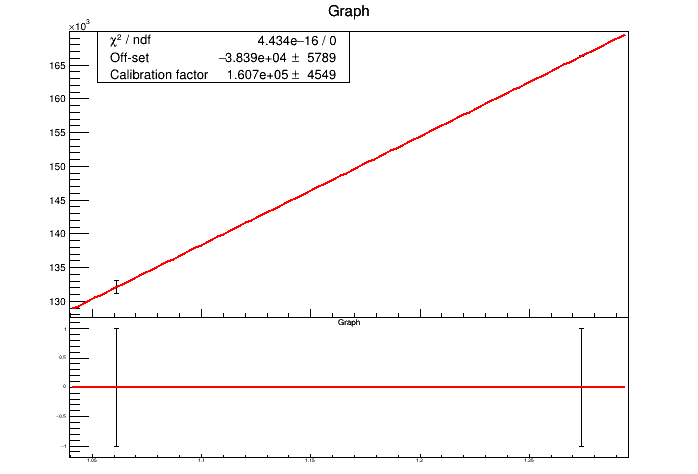 Graph
×10³
χ² / ndf 4.434e–16 / 0
Off-set –3.839e+04 ± 5789
Calibration factor 1.607e+05 ± 4549
165
160
155
150
145
140
135
130
Graph
1
0.5
0
–0.5
–1
1.05 1.1 1.15 1.2 1.25